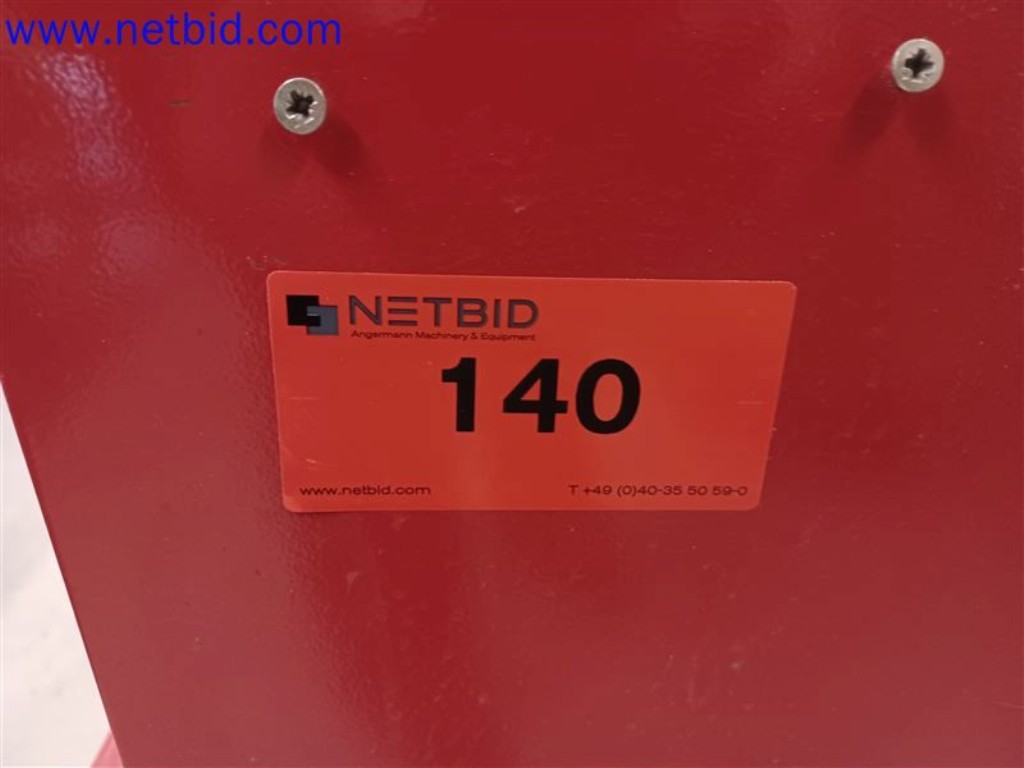 www.netbid.com
NETBID
Angermann Machinery & Equipment
140
www.netbid.com T +49 (0)40-35 50 59-0